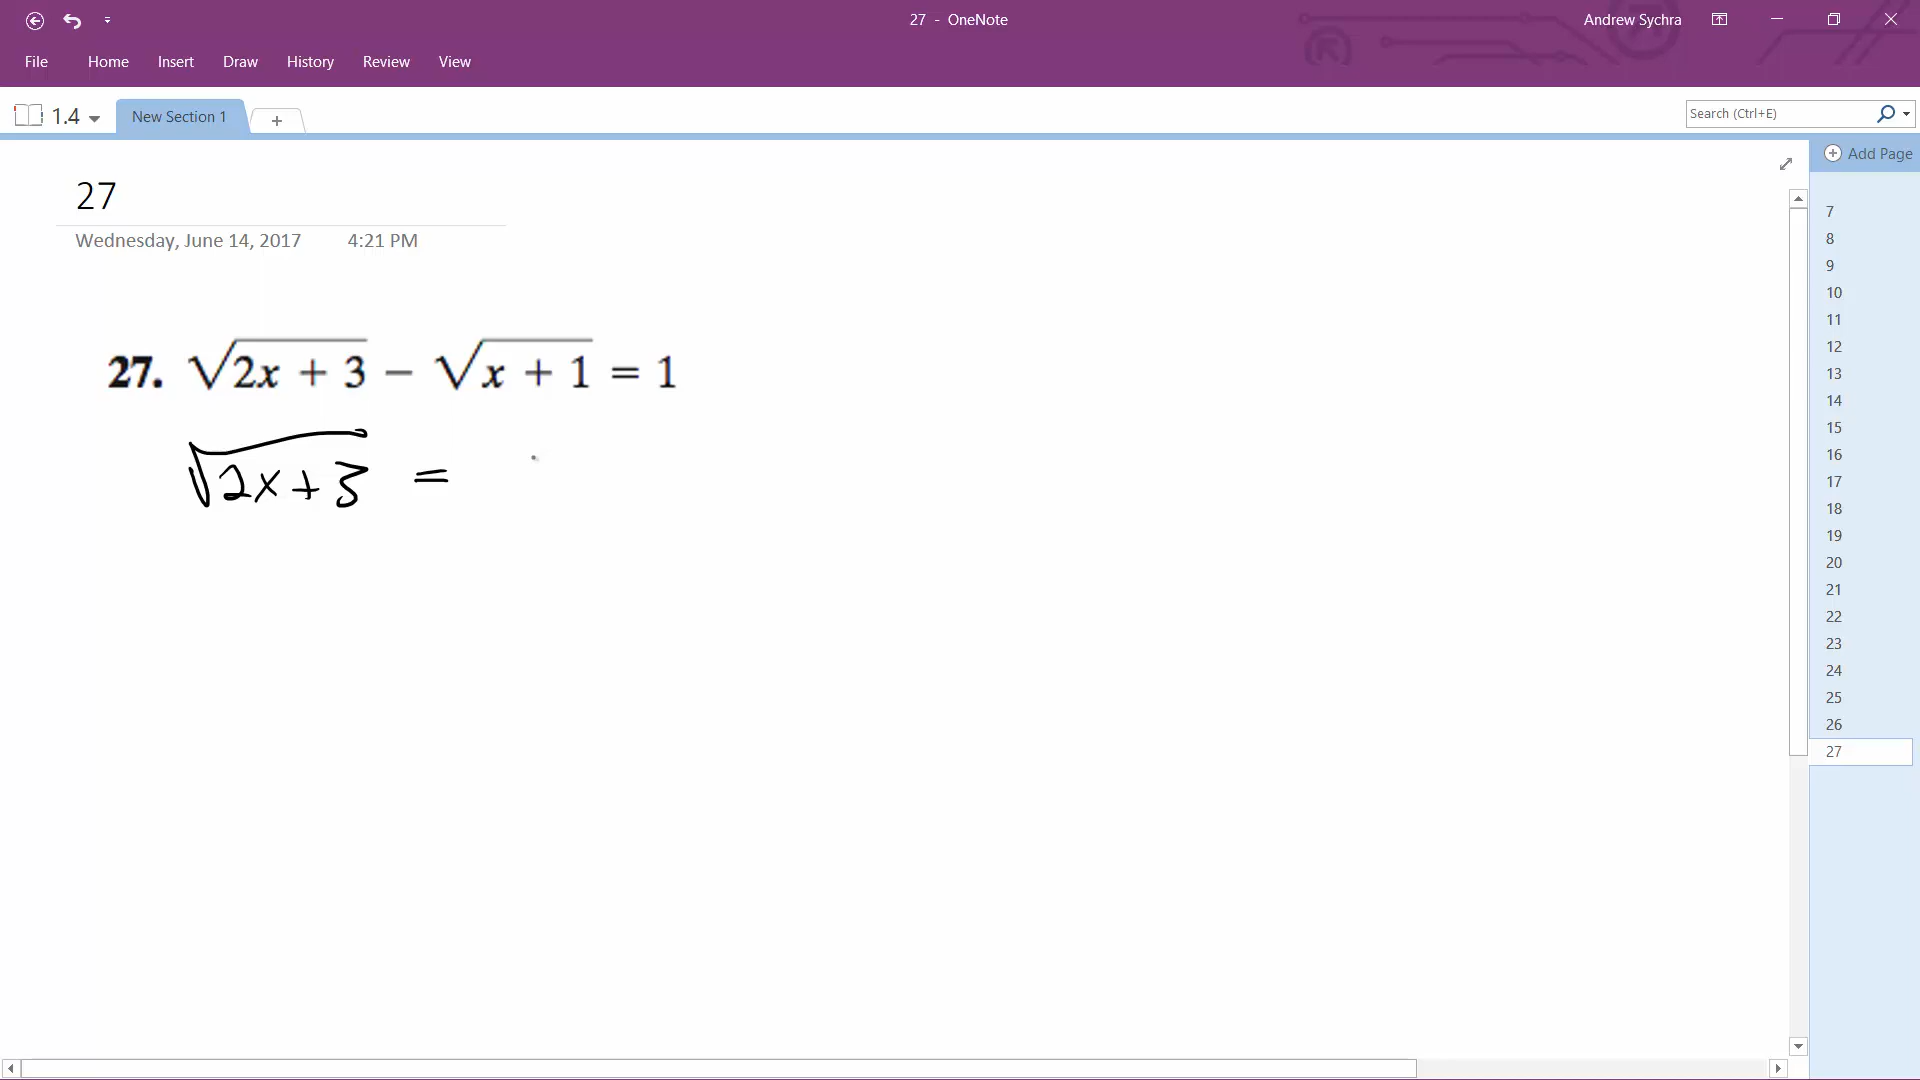 27 - OneNote
Andrew Sychra
File Home Insert Draw History Review View
1.4
New Section 1
+
Search (Ctrl+E)
Add Page
27
Wednesday, June 14, 2017 4:21 PM
27. √(2x + 3) − √(x + 1) = 1
√(2x+3) =
7
8
9
10
11
12
13
14
15
16
17
18
19
20
21
22
23
24
25
26
27